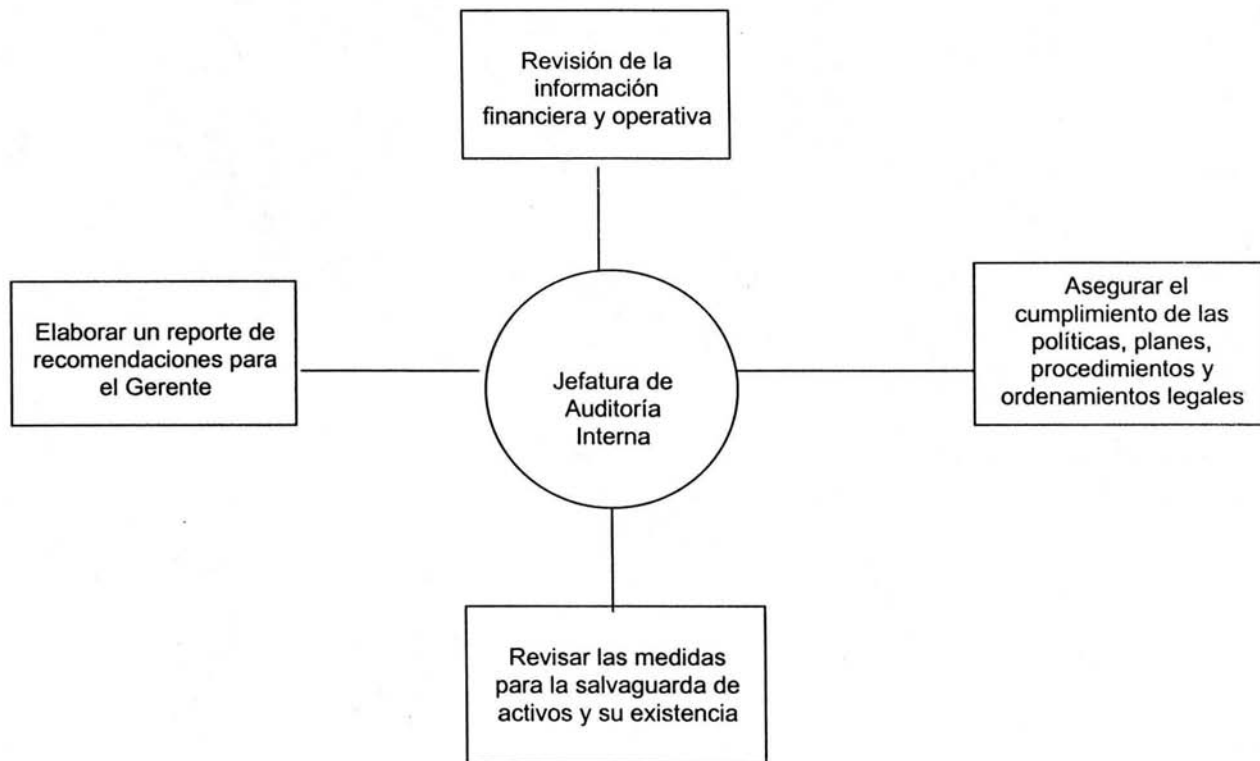 Revisión de la
información
financiera y operativa
Elaborar un reporte de
recomendaciones para
el Gerente
Jefatura de
Auditoría
Interna
Asegurar el
cumplimiento de las
políticas, planes,
procedimientos y
ordenamientos legales
Revisar las medidas
para la salvaguarda de
activos y su existencia